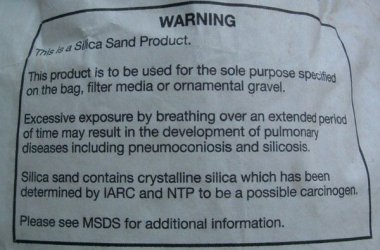 WARNING
This is a Silica Sand Product.
This product is to be used for the sole purpose specified
on the bag, filter media or ornamental gravel.
Excessive exposure by breathing over an extended period
of time may result in the development of pulmonary
diseases including pneumoconiosis and silicosis.
Silica sand contains crystalline silica which has been
determined by IARC and NTP to be a possible carcinogen.
Please see MSDS for additional information.